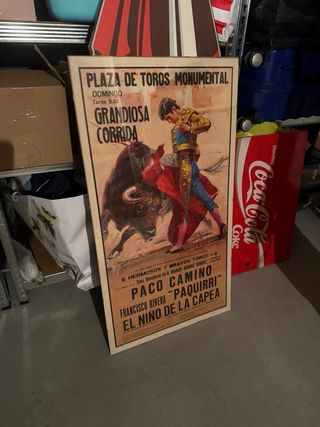 PLAZA DE TOROS MONUMENTAL
DOMINGO
Tarde
GRANDIOSA
CORRIDA
6 HERMOSOS Y BRAVOS TOROS 6
PACO CAMINO
FRANCISCO RIVERA "PAQUIRRI"
EL NIÑO DE LA CAPEA
Coca-Cola
Coke